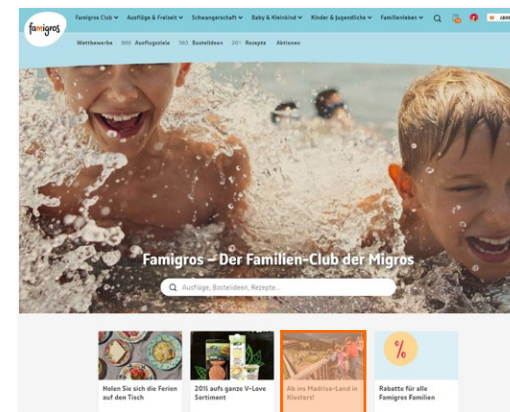 famigros
Famigros Club Ausflüge & Freizeit Schwangerschaft Baby & Kleinkind Kinder & Jugendliche Familienleben
Wettbewerbe Ausflugsziele Bastelideen 201 Rezepte Aktionen
Famigros – Der Familien-Club der Migros
Ausflüge, Bastelideen, Rezepte...
%
Holen Sie sich die Ferien
auf den Tisch
20% aufs ganze V-Love
Sortiment
Ab ins Madrisa-Land in
Klosters!
Rabatte für alle
Famigros Familien